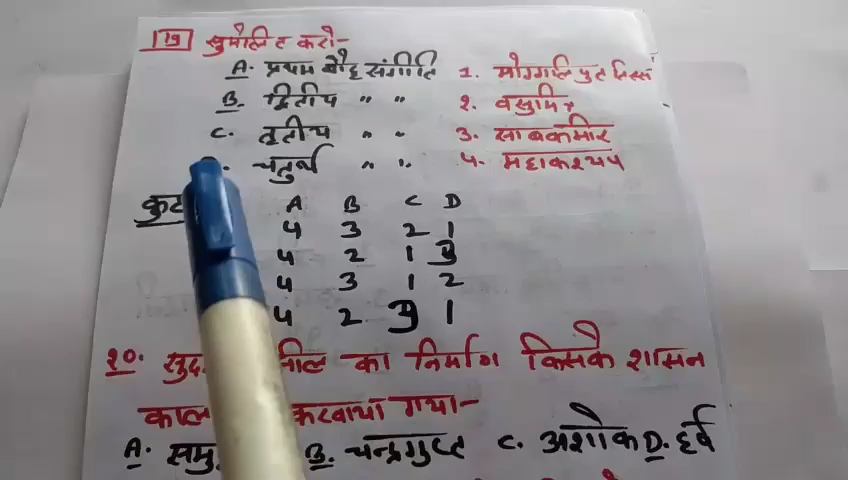 19 सुमेलित करो-
A. प्रथम बौद्ध संगीति 1. मोग्गलिपुत तिस्स
B. द्वितीय " " 2. वसुमित्र
C. तृतीय " " 3. साबकमीर
चतुर्थ " " 4. महाकश्यप
कुट A B C D
4 3 2 1
4 2 1 3
4 3 1 2
4 2 3 1
20. का निर्माण किसके शासन
काल करवाया गया-
A. समु B. चन्द्रगुप्त C. अशोक D. हर्ष